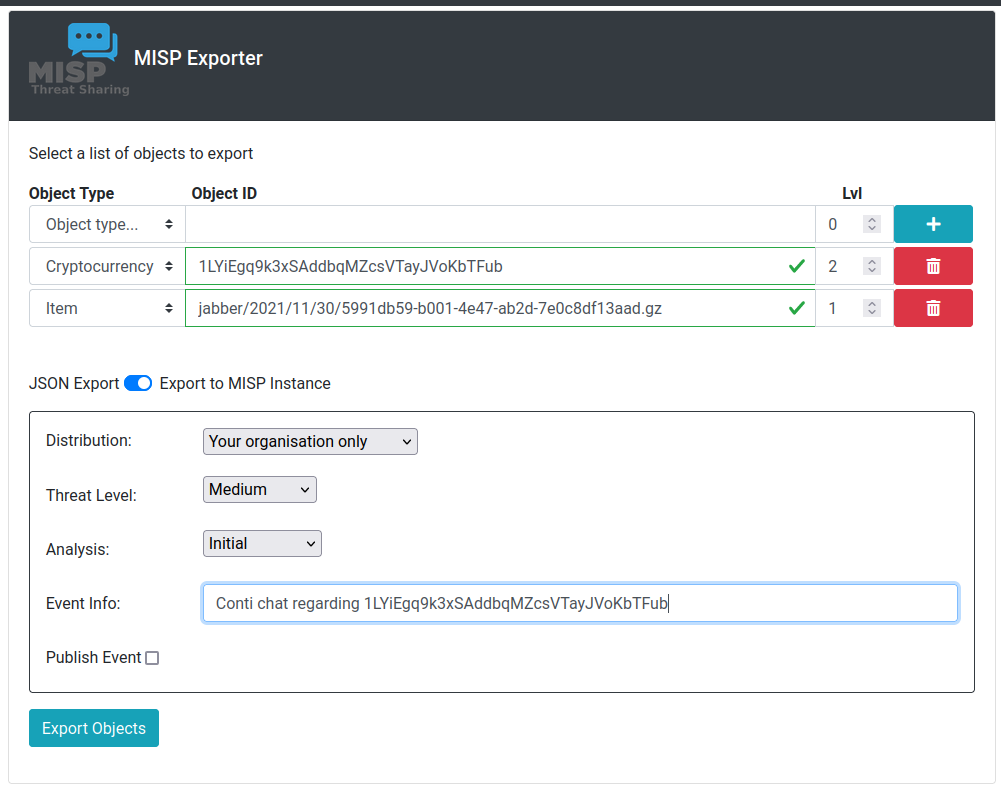 MISP
Threat Sharing
MISP Exporter
Select a list of objects to export
Object Type Object ID Lvl
Object type... 0 +
Cryptocurrency 1LYiEgq9k3xSAddbqMZcsVTayJVoKbTFub 2
Item jabber/2021/11/30/5991db59-b001-4e47-ab2d-7e0c8df13aad.gz 1
JSON Export Export to MISP Instance
Distribution: Your organisation only
Threat Level: Medium
Analysis: Initial
Event Info: Conti chat regarding 1LYiEgq9k3xSAddbqMZcsVTayJVoKbTFub
Publish Event
Export Objects